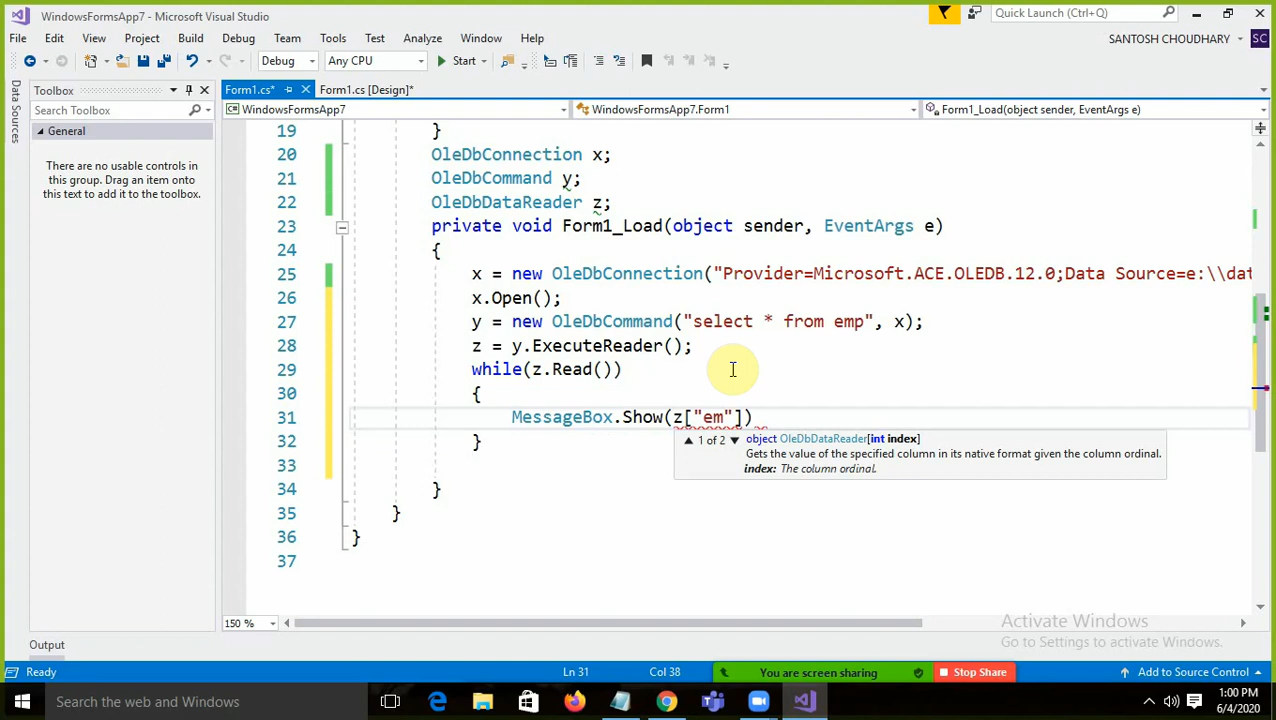 WindowsFormsApp7 - Microsoft Visual Studio
Quick Launch (Ctrl+Q)
File Edit View Project Build Debug Team Tools Test Analyze Window Help
SANTOSH CHOUDHARY SC
Debug Any CPU Start
Data Sources
Toolbox
Search Toolbox
General
There are no usable controls in
this group. Drag an item onto
this text to add it to the toolbox.
Form1.cs* Form1.cs [Design]*
WindowsFormsApp7 WindowsFormsApp7.Form1 Form1_Load(object sender, EventArgs e)
19 }
20 OleDbConnection x;
21 OleDbCommand y;
22 OleDbDataReader z;
23 private void Form1_Load(object sender, EventArgs e)
24 {
25 x = new OleDbConnection("Provider=Microsoft.ACE.OLEDB.12.0;Data Source=e:\\dat
26 x.Open();
27 y = new OleDbCommand("select * from emp", x);
28 z = y.ExecuteReader();
29 while(z.Read())
30 {
31 MessageBox.Show(z["em"])
32 }
33
34 }
35 }
36 }
37
1 of 2 object OleDbDataReader[int index]
Gets the value of the specified column in its native format given the column ordinal.
index: The column ordinal.
150 %
Activate Windows
Go to Settings to activate Windows.
Output
Ready Ln 31 Col 38 You are screen sharing Stop Share Add to Source Control
Search the web and Windows
1:00 PM
6/4/2020